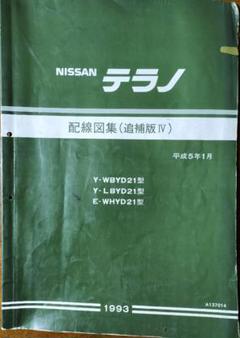 NISSAN テラノ
配線図集(追補版Ⅳ)
平成5年1月
Y-WBYD21型
Y-LBYD21型
E-WHYD21型
1993
A137014